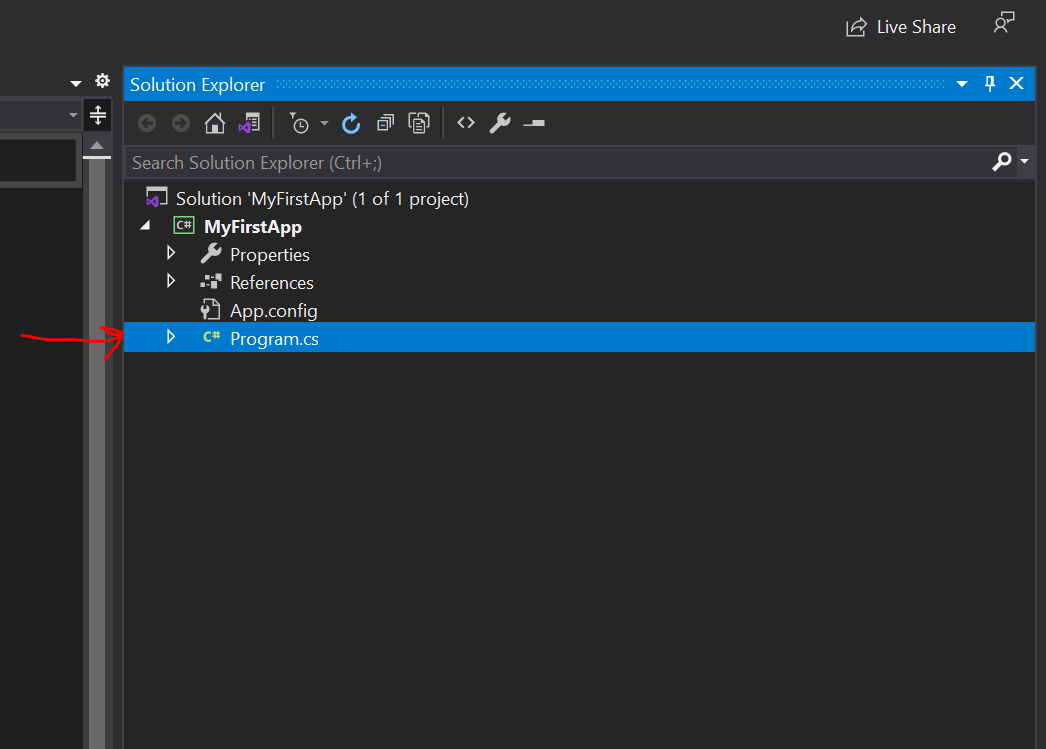 Live Share
Solution Explorer
Search Solution Explorer (Ctrl+;)
Solution 'MyFirstApp' (1 of 1 project)
C# MyFirstApp
Properties
References
App.config
C# Program.cs